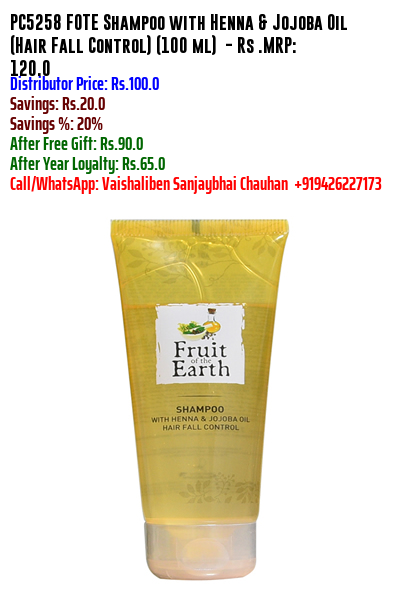 PC5258 FOTE Shampoo with Henna & Jojoba Oil
(Hair Fall Control) (100 ml) - Rs .MRP:
120.0
Distributor Price: Rs.100.0
Savings: Rs.20.0
Savings %: 20%
After Free Gift: Rs.90.0
After Year Loyalty: Rs.65.0
Call/WhatsApp: Vaishaliben Sanjaybhai Chauhan +919426227173
Fruit
of the
Earth
SHAMPOO
WITH HENNA & JOJOBA OIL
HAIR FALL CONTROL